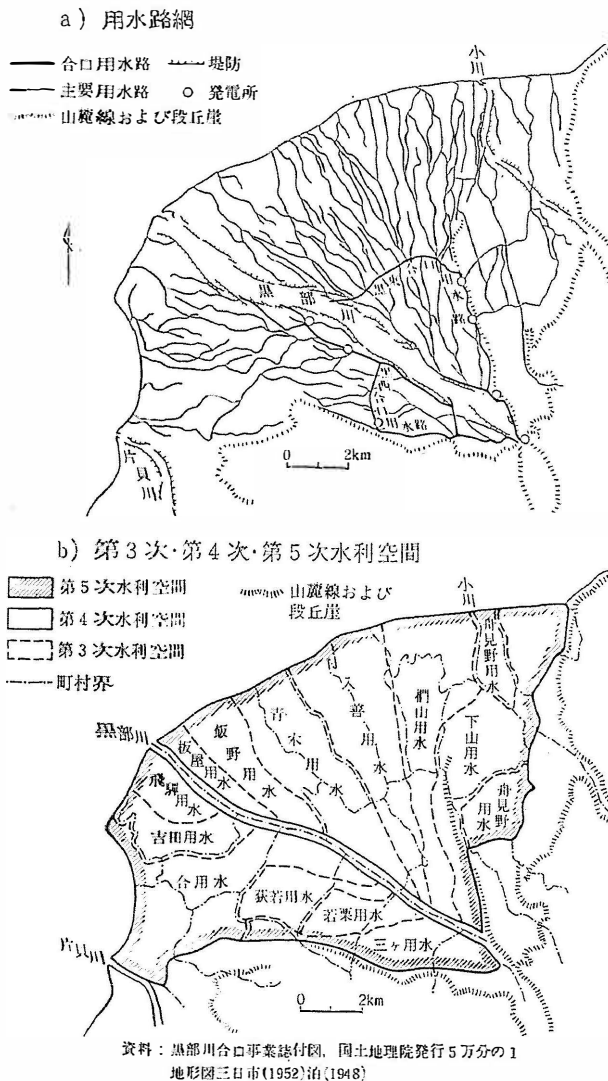 a) 用水路網
合口用水路
堤防
主要用水路
発電所
山麓線および段丘崖
小川
黒部川
黒東合口用水路
黒西合口用水路
片貝川
0 2km
b) 第3次・第4次・第5次水利空間
第5次水利空間
第4次水利空間
第3次水利空間
町村界
山麓線および
段丘崖
小川
黒部川
片貝川
舟見野用水
下山用水
舟見野用水
椚山用水
入善用水
青木用水
飯野用水
板屋用水
飛騨用水
吉田用水
合用水
荻若用水
若栗用水
三ヶ用水
0 2km
資料：黒部川合口事業誌付図，国土地理院発行5万分の1
地形図三日市(1952)泊(1948)